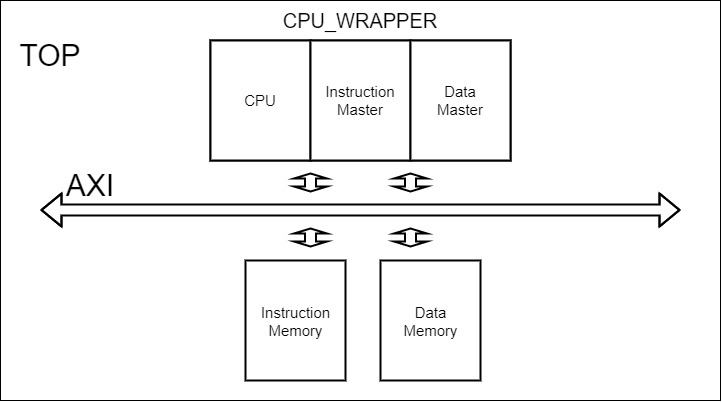 CPU_WRAPPER
TOP
CPU
Instruction
Master
Data
Master
AXI
Instruction
Memory
Data
Memory